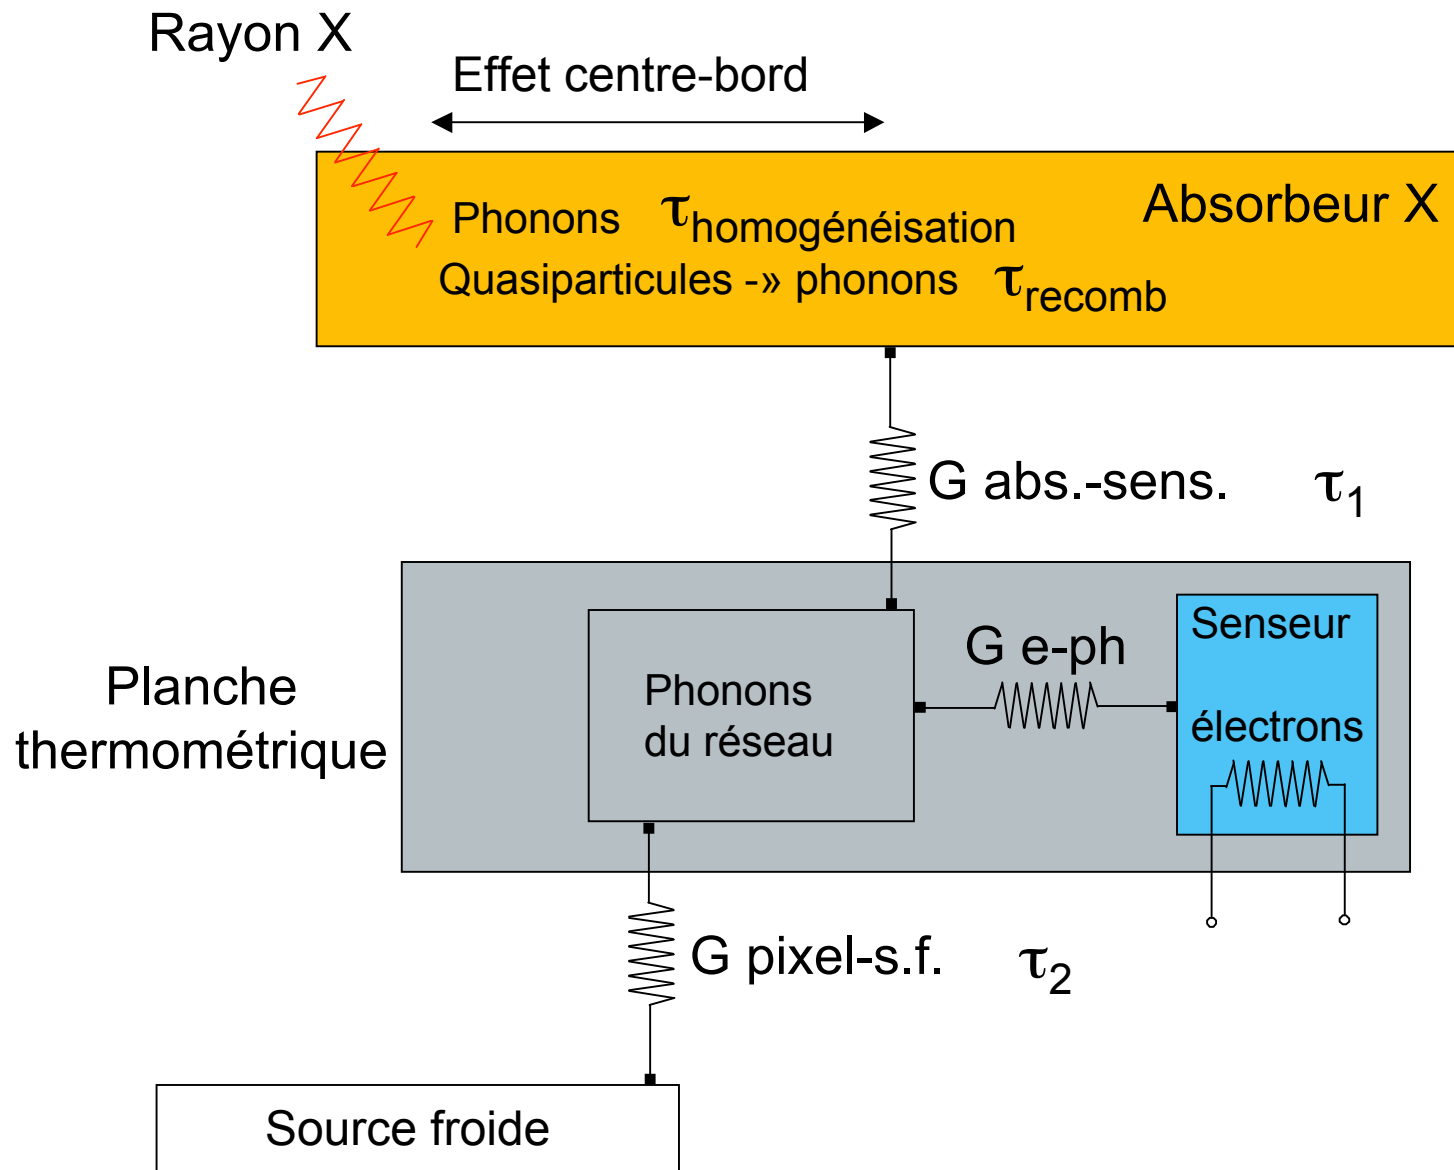 Rayon X
Effet centre-bord
Absorbeur X
Phonons τhomogénéisation
Quasiparticules -» phonons τrecomb
G abs.-sens. τ1
Planche
thermométrique
Phonons
du réseau
G e-ph
Senseur
électrons
G pixel-s.f. τ2
Source froide